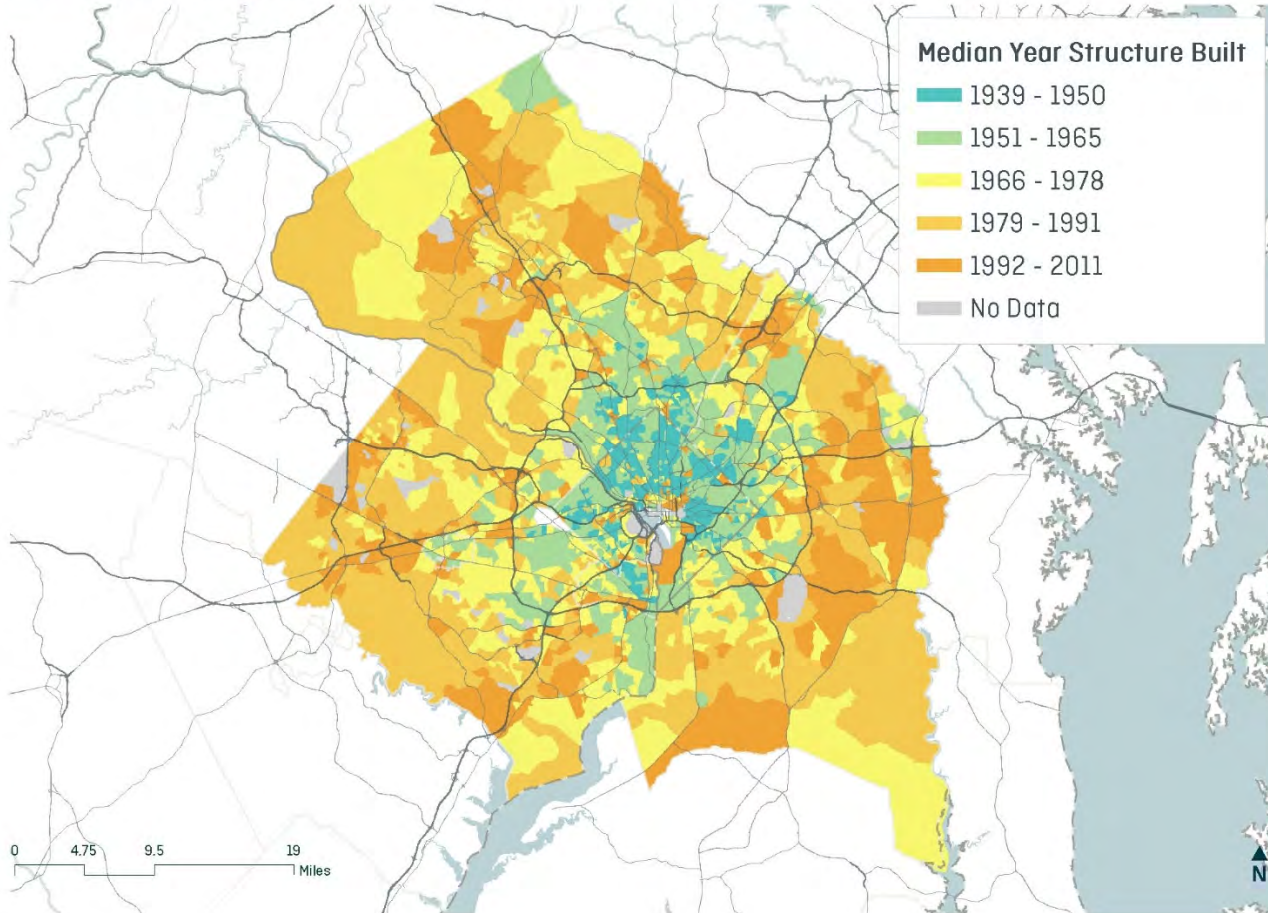 Median Year Structure Built
1939 - 1950
1951 - 1965
1966 - 1978
1979 - 1991
1992 - 2011
No Data
0 4.75 9.5 19
Miles
N